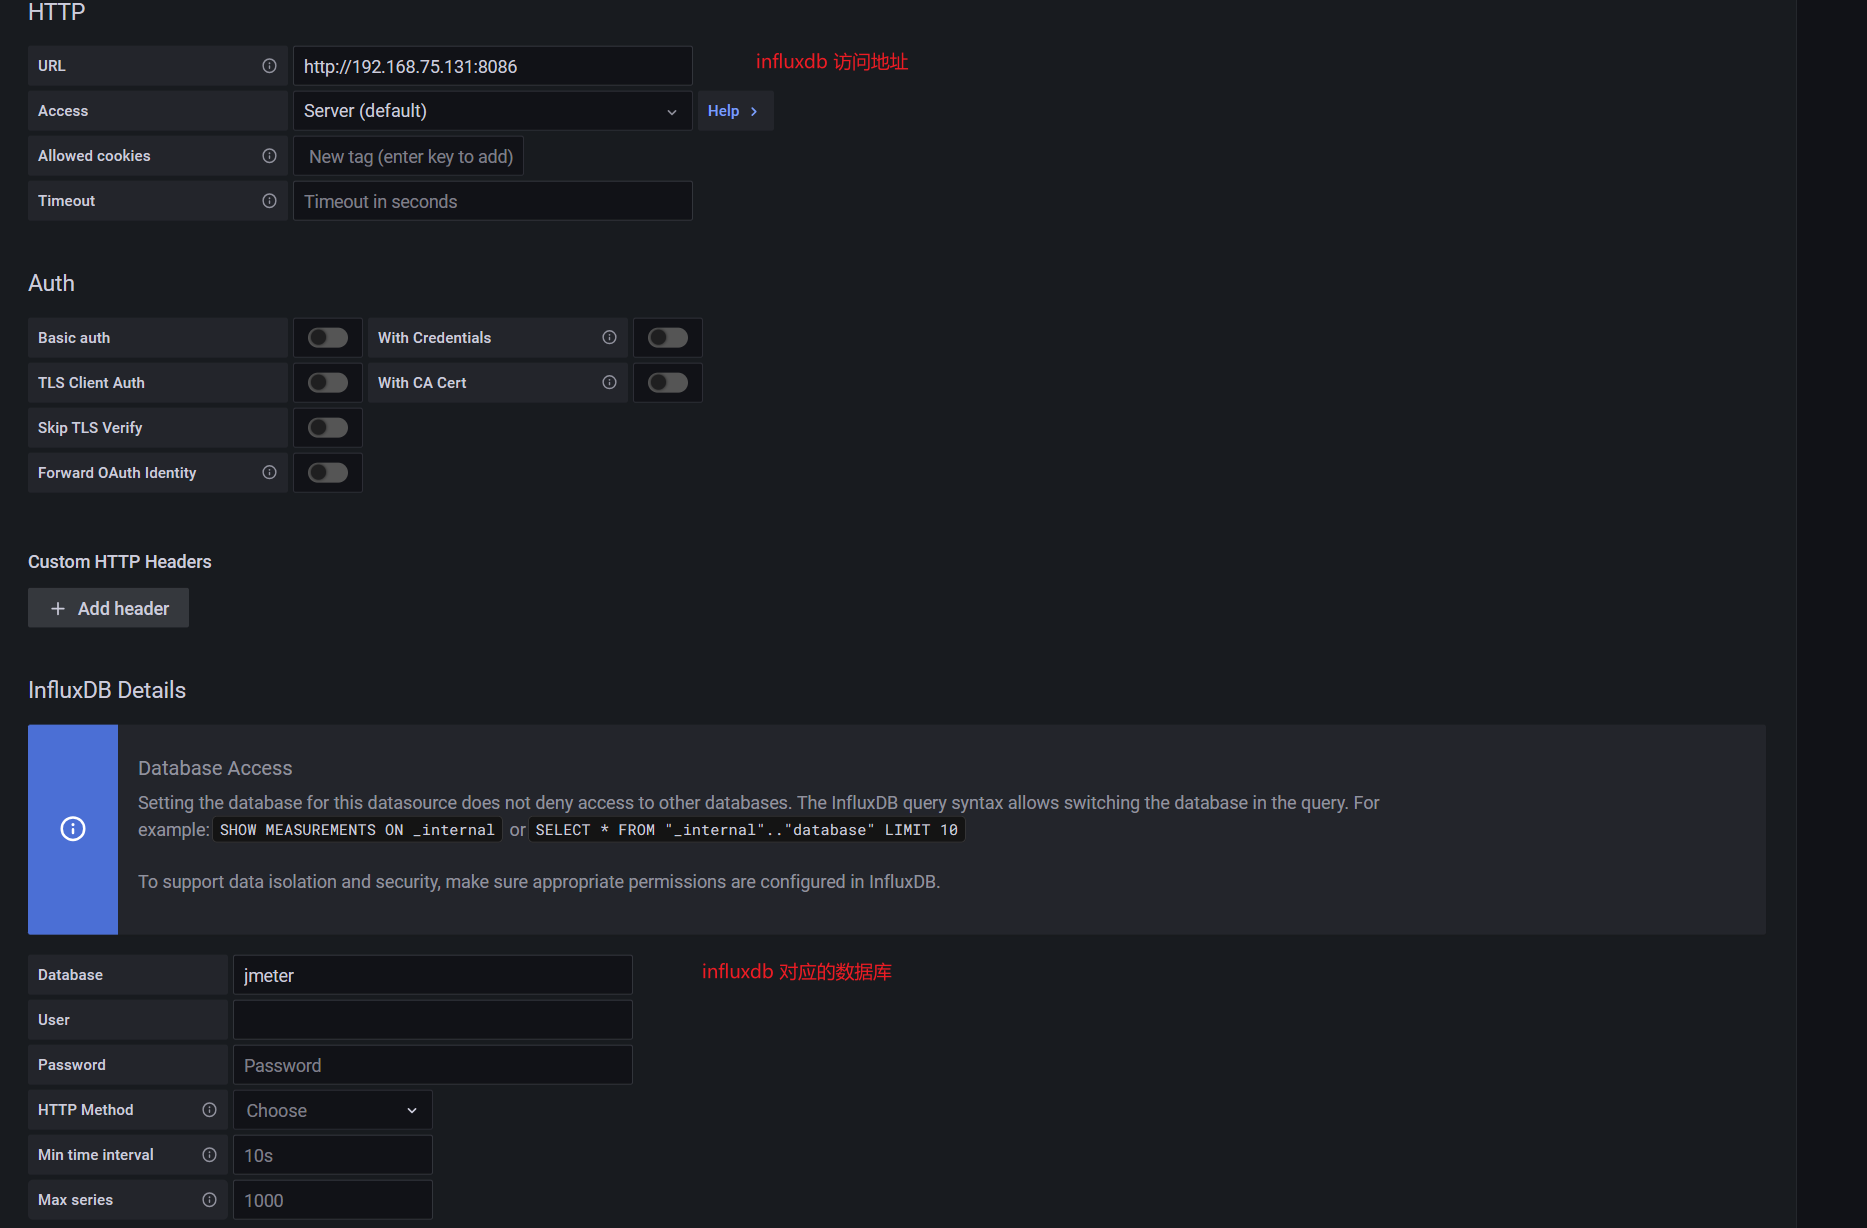 HTTP
URL http://192.168.75.131:8086 influxdb 访问地址
Access Server (default) Help
Allowed cookies New tag (enter key to add)
Timeout Timeout in seconds
Auth
Basic auth With Credentials
TLS Client Auth With CA Cert
Skip TLS Verify
Forward OAuth Identity
Custom HTTP Headers
+ Add header
InfluxDB Details
Database Access
Setting the database for this datasource does not deny access to other databases. The InfluxDB query syntax allows switching the database in the query. For
example: SHOW MEASUREMENTS ON _internal or SELECT * FROM "_internal".."database" LIMIT 10
To support data isolation and security, make sure appropriate permissions are configured in InfluxDB.
Database jmeter influxdb 对应的数据库
User
Password Password
HTTP Method Choose
Min time interval 10s
Max series 1000